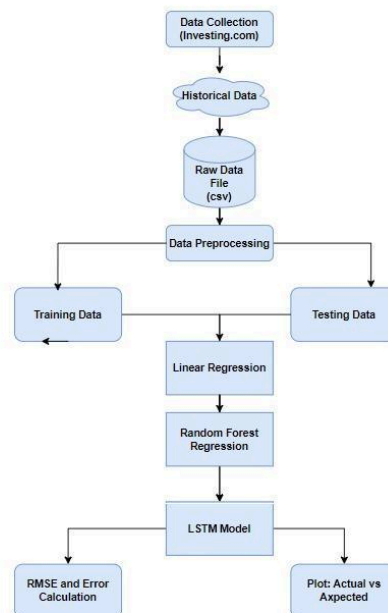 Data Collection
(Investing.com)
Historical Data
Raw Data
File
(csv)
Data Preprocessing
Training Data
Testing Data
Linear Regression
Random Forest
Regression
LSTM Model
RMSE and Error
Calculation
Plot: Actual vs
Axpected